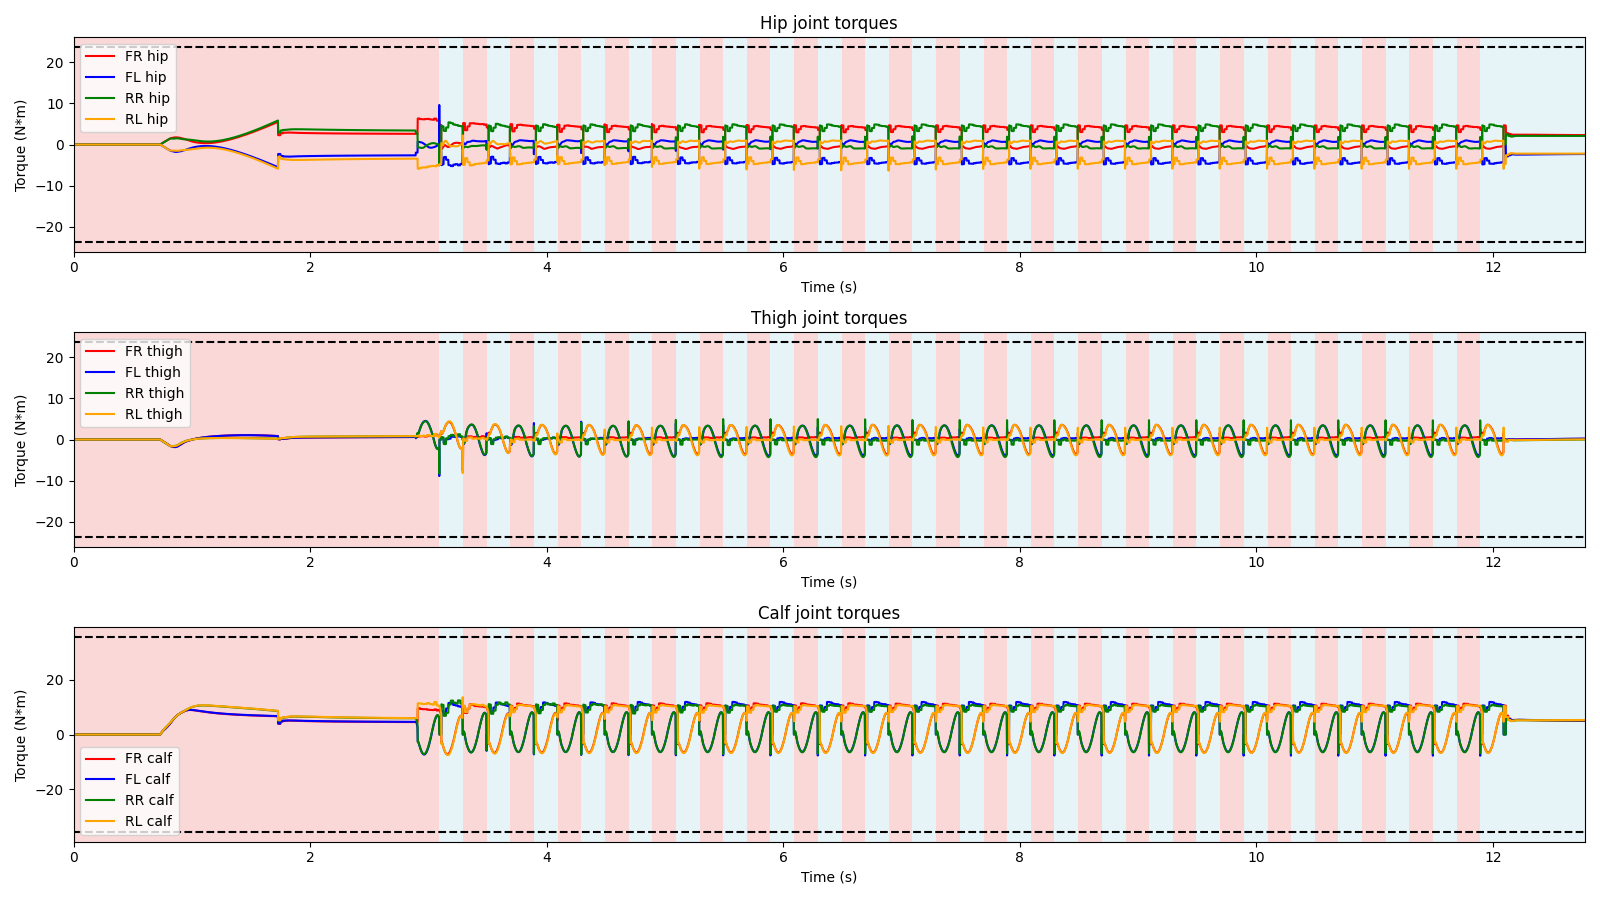 Hip joint torques
Torque (N*m)
20
10
0
−10
−20
FR hip
FL hip
RR hip
RL hip
0 2 4 6 8 10 12
Time (s)
Thigh joint torques
Torque (N*m)
20
10
0
−10
−20
FR thigh
FL thigh
RR thigh
RL thigh
0 2 4 6 8 10 12
Time (s)
Calf joint torques
Torque (N*m)
20
0
−20
FR calf
FL calf
RR calf
RL calf
0 2 4 6 8 10 12
Time (s)